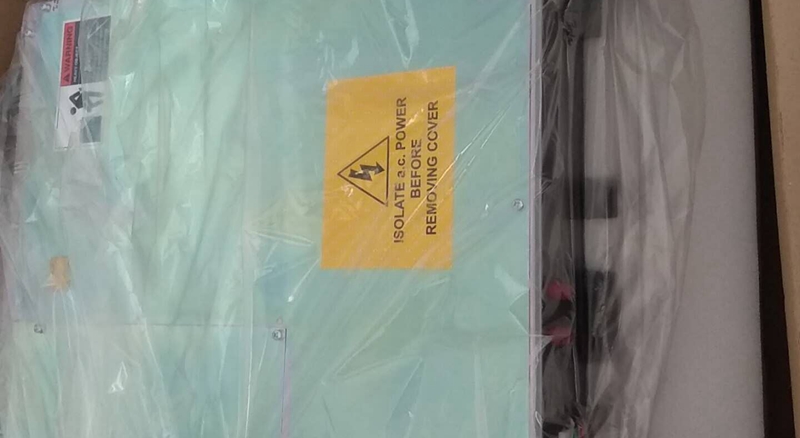 WARNING
ISOLATE a.c. POWER
BEFORE
REMOVING COVER